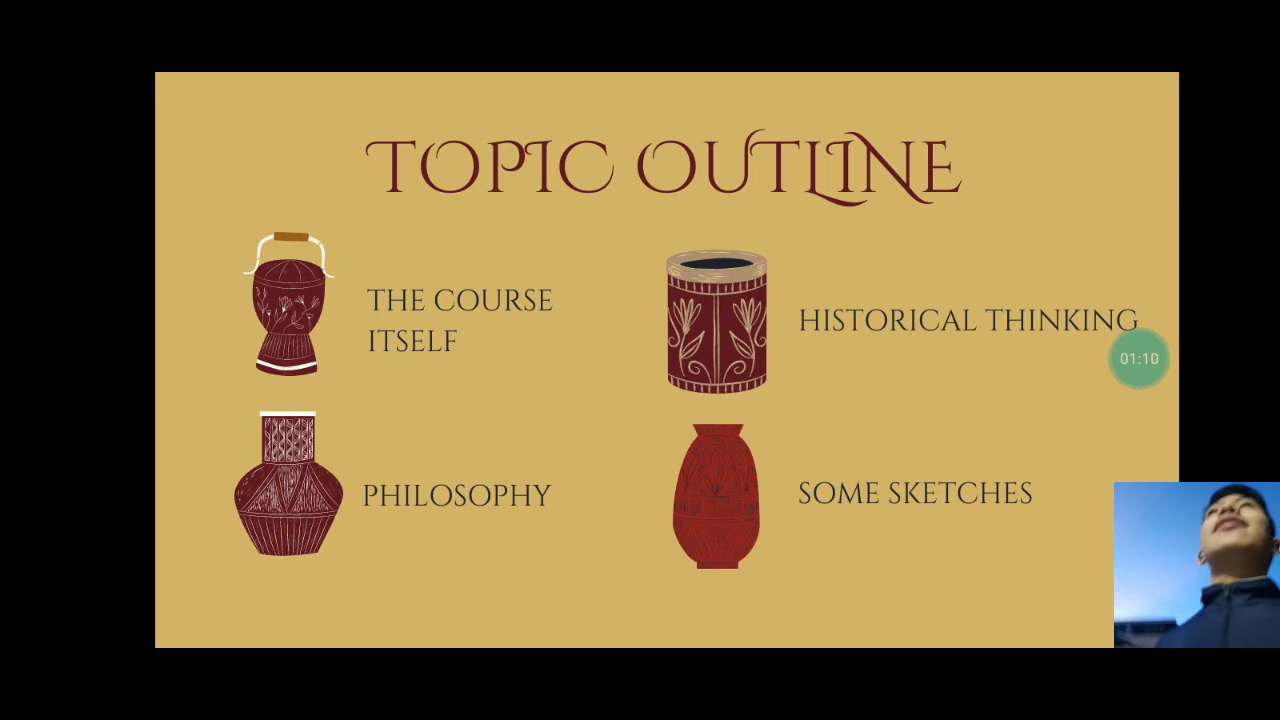 TOPIC OUTLINE
THE COURSE
ITSELF
HISTORICAL THINKING
01:10
PHILOSOPHY
SOME SKETCHES